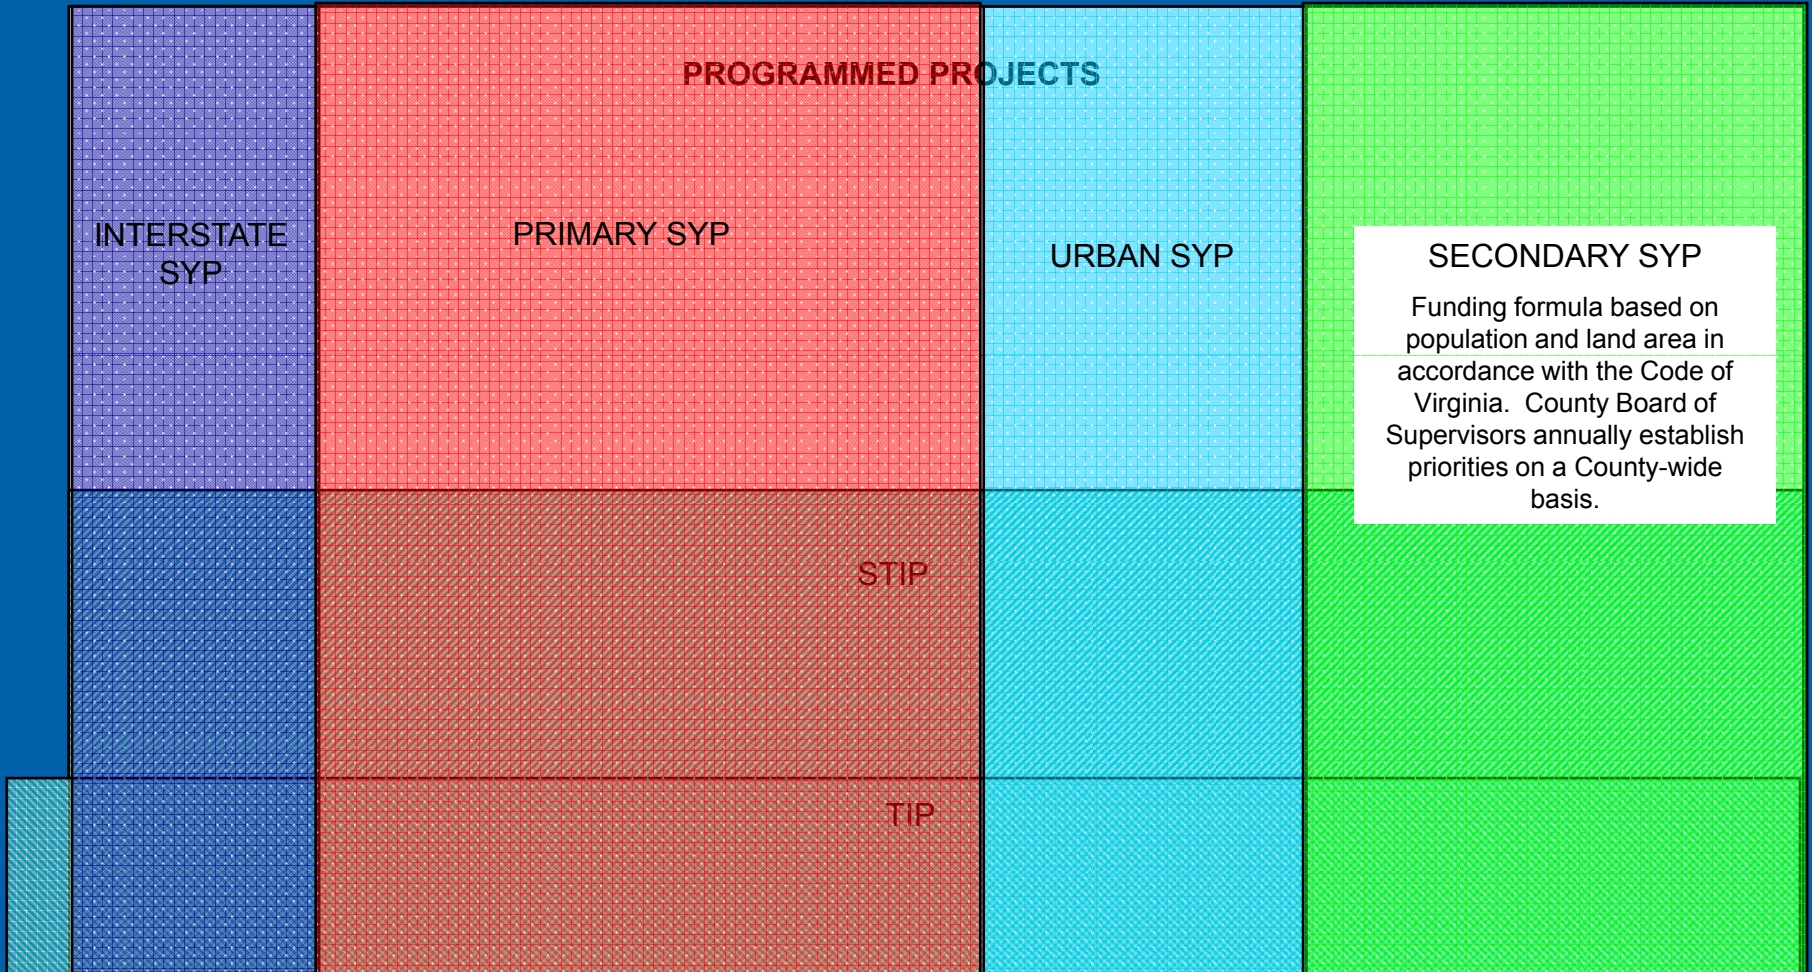 PROGRAMMED PROJECTS
INTERSTATE
SYP
PRIMARY SYP
URBAN SYP
SECONDARY SYP
Funding formula based on
population and land area in
accordance with the Code of
Virginia. County Board of
Supervisors annually establish
priorities on a County-wide
basis.
STIP
TIP